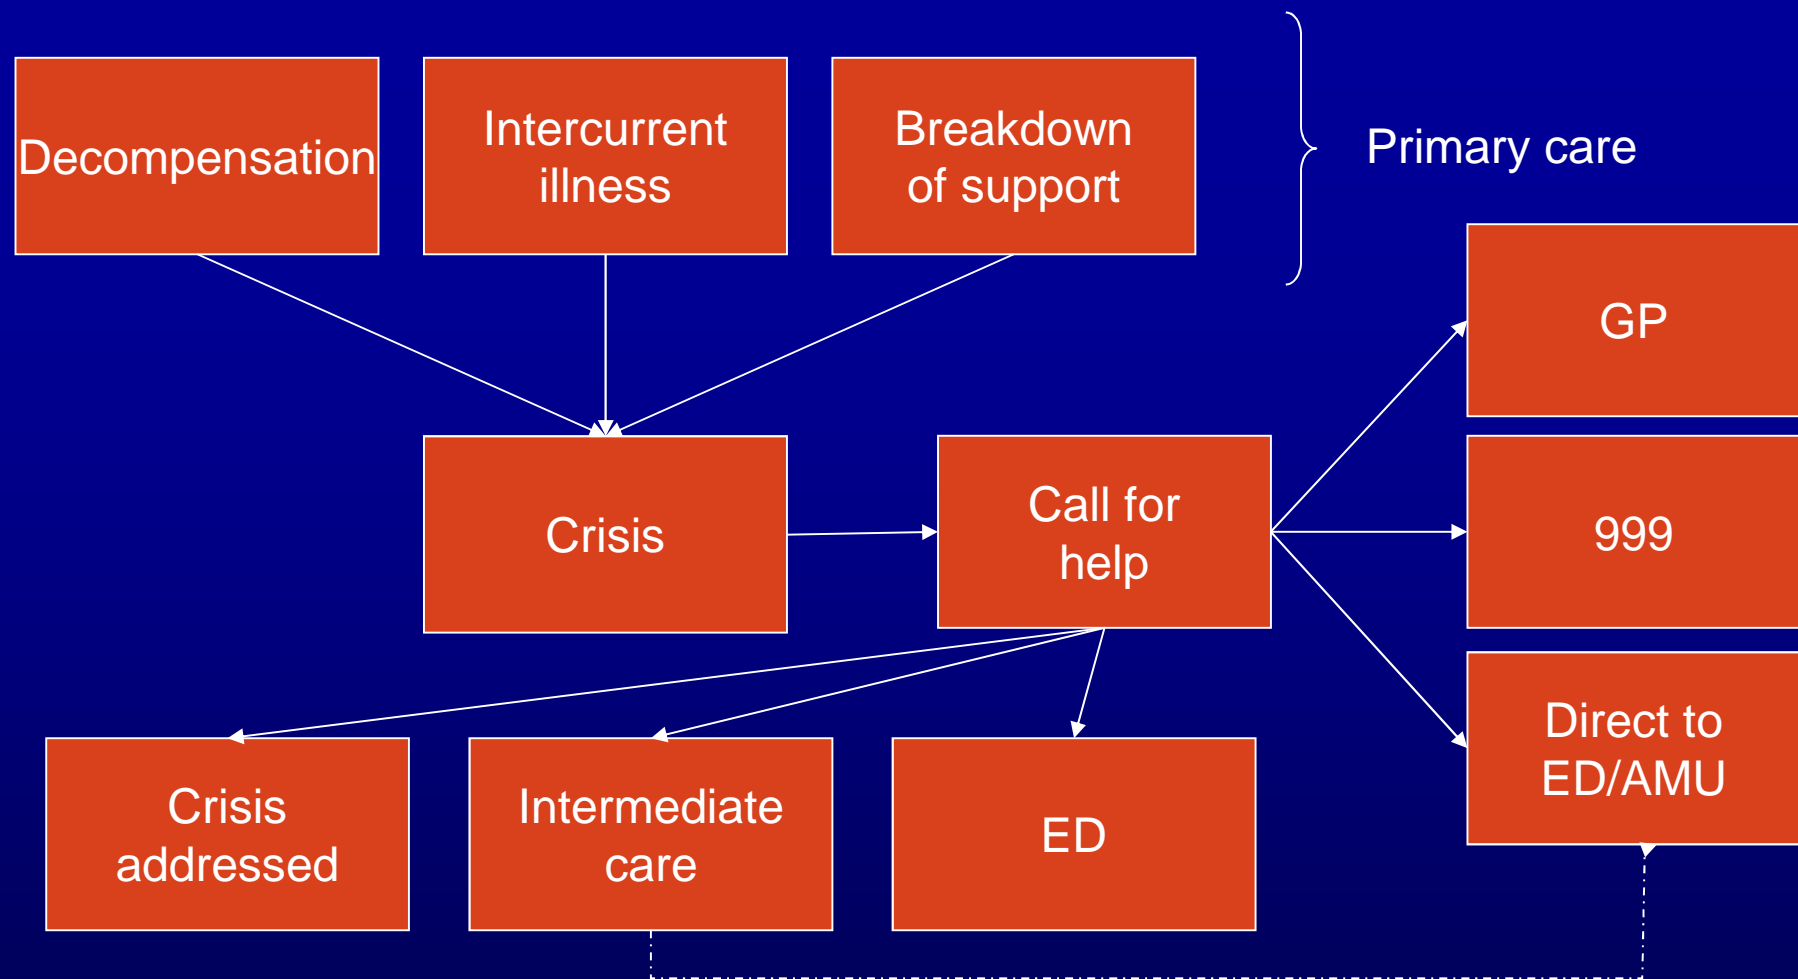 Decompensation
Intercurrent
illness
Breakdown
of support
Primary care
GP
Crisis
Call for
help
999
Direct to
ED/AMU
Crisis
addressed
Intermediate
care
ED